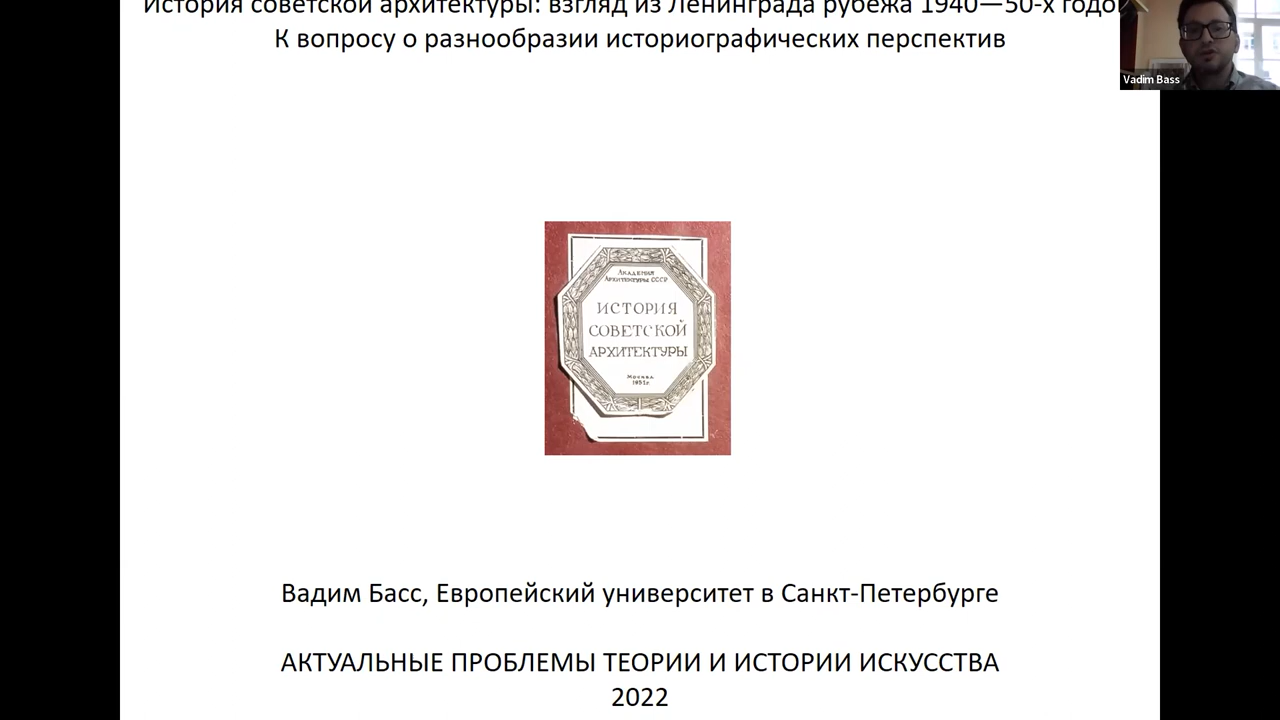 История советской архитектуры: взгляд из Ленинграда рубежа 1940—50-х годо
К вопросу о разнообразии историографических перспектив
Vadim Bass
АКАДЕМИЯ
АРХИТЕКТУРЫ СССР
ИСТОРИЯ
СОВЕТСКОЙ
АРХИТЕКТУРЫ
МОСКВА
1951г.
Вадим Басс, Европейский университет в Санкт-Петербурге
АКТУАЛЬНЫЕ ПРОБЛЕМЫ ТЕОРИИ И ИСТОРИИ ИСКУССТВА
2022